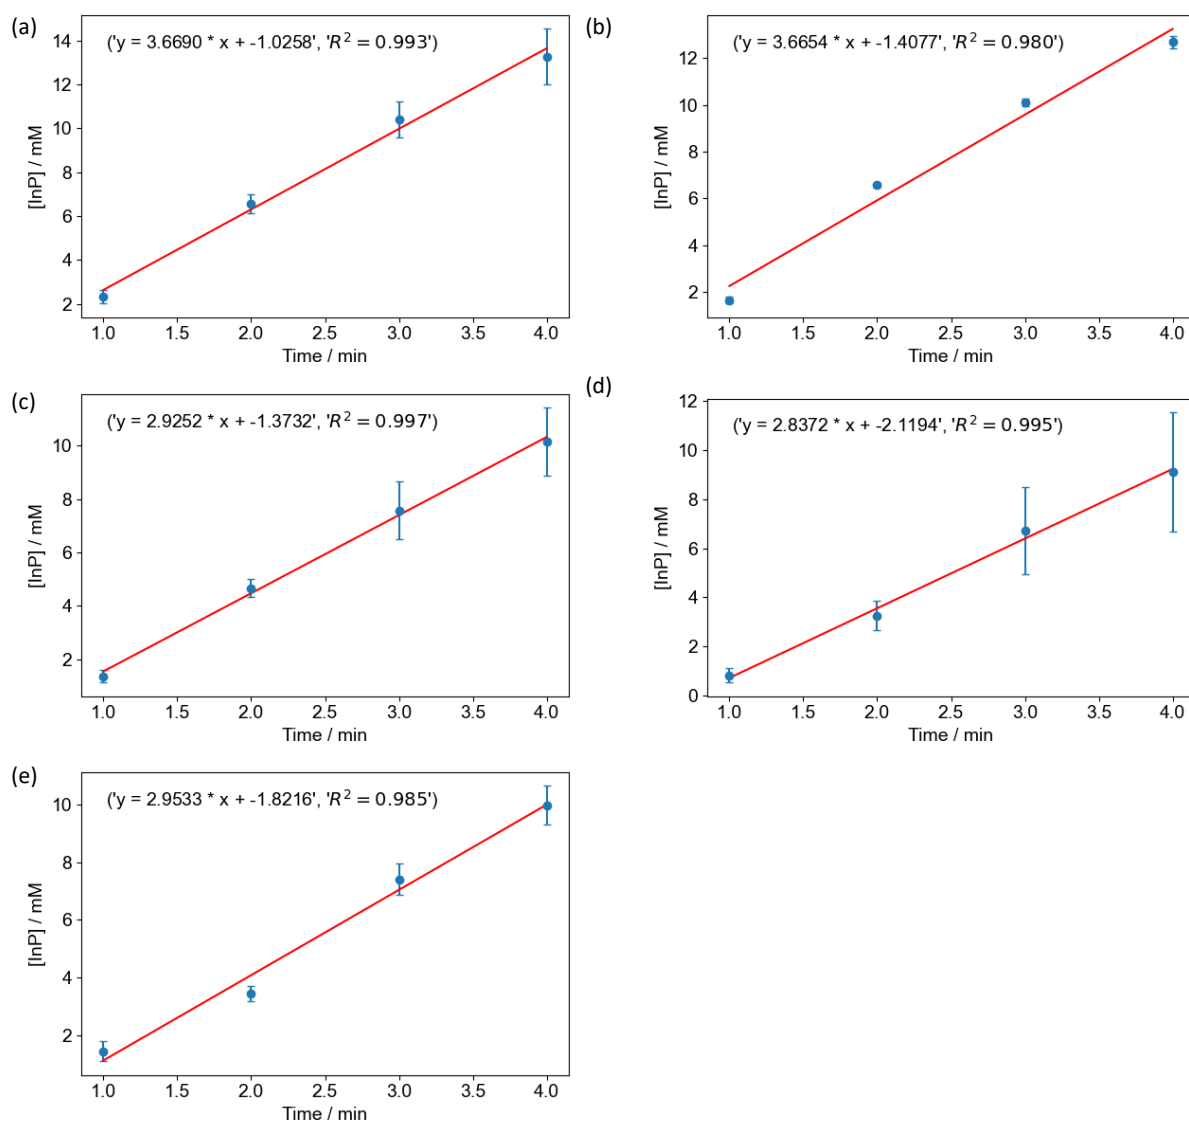 (a)
('y = 3.6690 * x + -1.0258', 'R² = 0.993')
14
12
10
8
6
4
2
[InP] / mM
1.0 1.5 2.0 2.5 3.0 3.5 4.0
Time / min
(b)
('y = 3.6654 * x + -1.4077', 'R² = 0.980')
12
10
8
6
4
2
[InP] / mM
1.0 1.5 2.0 2.5 3.0 3.5 4.0
Time / min
(c)
('y = 2.9252 * x + -1.3732', 'R² = 0.997')
10
8
6
4
2
[InP] / mM
1.0 1.5 2.0 2.5 3.0 3.5 4.0
Time / min
(d)
('y = 2.8372 * x + -2.1194', 'R² = 0.995')
12
10
8
6
4
2
0
[InP] / mM
1.0 1.5 2.0 2.5 3.0 3.5 4.0
Time / min
(e)
('y = 2.9533 * x + -1.8216', 'R² = 0.985')
10
8
6
4
2
[InP] / mM
1.0 1.5 2.0 2.5 3.0 3.5 4.0
Time / min